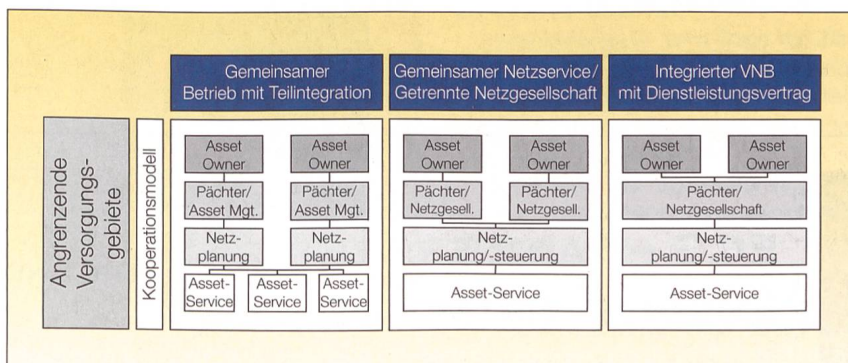 Gemeinsamer
Betrieb mit Teilintegration
Gemeinsamer Netzservice/
Getrennte Netzgesellschaft
Integrierter VNB
mit Dienstleistungsvertrag
Angrenzende
Versorgungs-
gebiete
Kooperationsmodell
Asset
Owner
Asset
Owner
Pächter/
Asset Mgt.
Pächter/
Asset Mgt.
Netz-
planung
Netz-
planung
Asset-
Service
Asset-
Service
Asset-
Service
Asset
Owner
Asset
Owner
Pächter/
Netzgesell.
Pächter/
Netzgesell.
Netz-
planung/-steuerung
Asset-Service
Asset
Owner
Asset
Owner
Pächter/
Netzgesellschaft
Netz-
planung/-steuerung
Asset-Service